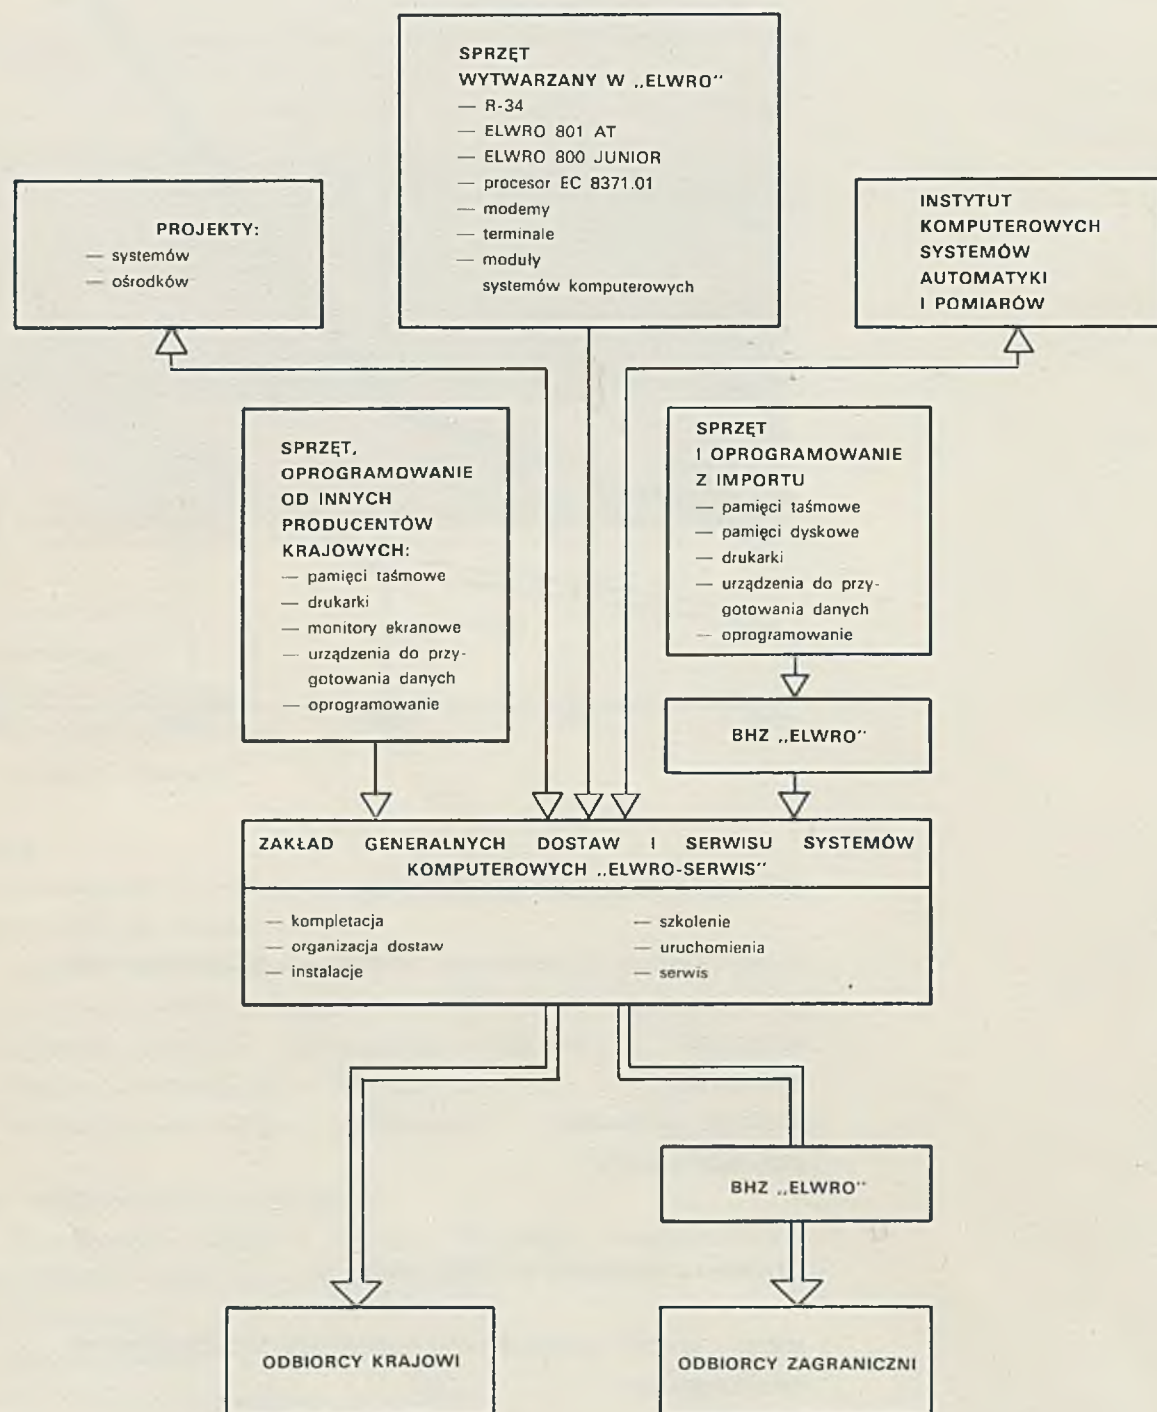 SPRZĘT
WYTWARZANY W „ELWRO"
— R-34
— ELWRO 801 AT
— ELWRO 800 JUNIOR
— procesor EC 8371.01
— modemy
— terminale
— moduły
systemów komputerowych
PROJEKTY:
— systemów
— ośrodków
INSTYTUT
KOMPUTEROWYCH
SYSTEMÓW
AUTOMATYKI
I POMIARÓW
SPRZĘT,
OPROGRAMOWANIE
OD INNYCH
PRODUCENTÓW
KRAJOWYCH:
— pamięci taśmowe
— drukarki
— monitory ekranowe
— urządzenia do przy-
gotowania danych
— oprogramowanie
SPRZĘT
I OPROGRAMOWANIE
Z IMPORTU
— pamięci taśmowe
— pamięci dyskowe
— drukarki
— urządzenia do przy-
gotowania danych
— oprogramowanie
BHZ „ELWRO"
ZAKŁAD GENERALNYCH DOSTAW I SERWISU SYSTEMÓW
KOMPUTEROWYCH „ELWRO-SERWIS"
— kompletacja
— organizacja dostaw
— instalacje
— szkolenie
— uruchomienia
— serwis
BHZ „ELWRO"
ODBIORCY KRAJOWI
ODBIORCY ZAGRANICZNI